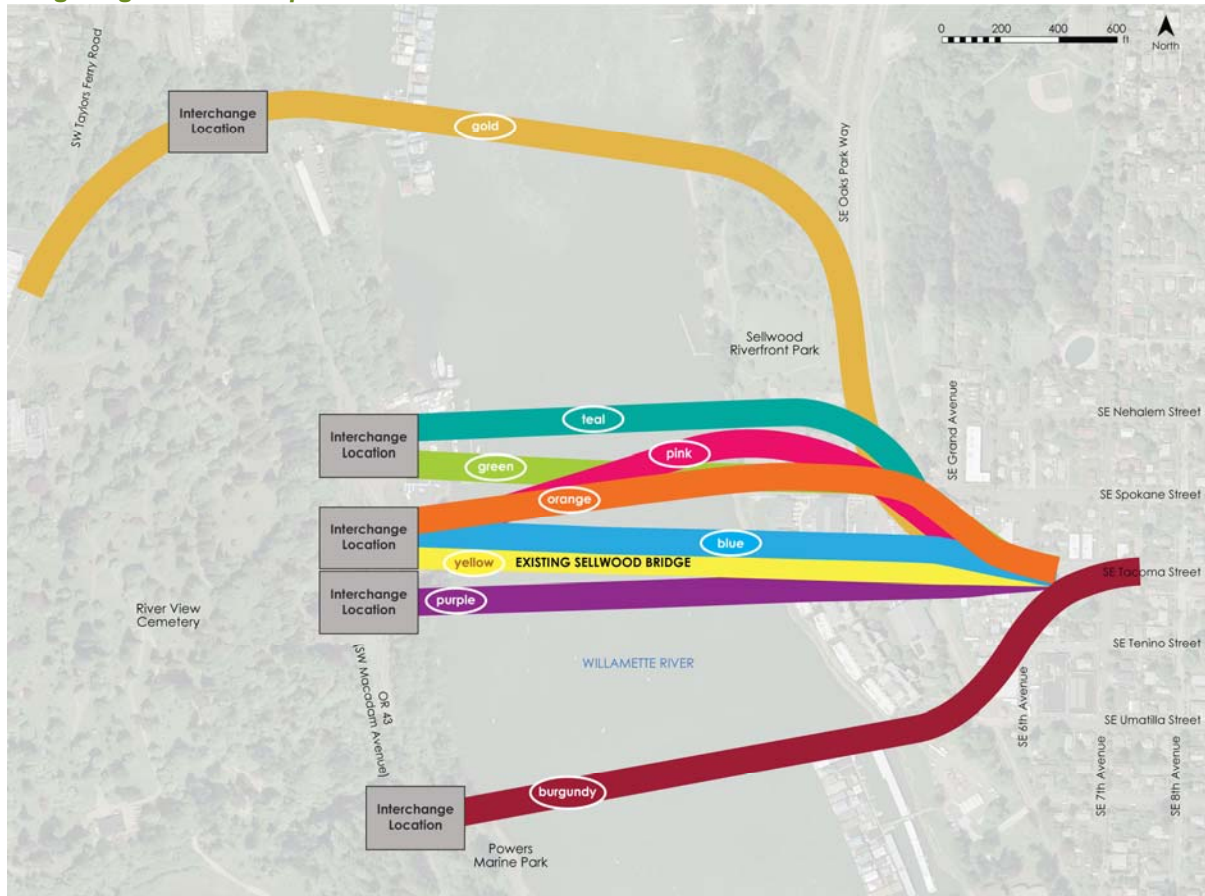 0 200 400 600
ft
North
SW Taylors Ferry Road
Interchange
Location
gold
SE Oaks Park Way
Sellwood
Riverfront Park
SE Grand Avenue
SE Nehalem Street
teal
Interchange
Location
pink
green
SE Spokane Street
orange
Interchange
Location
blue
yellow EXISTING SELLWOOD BRIDGE
SE Tacoma Street
Interchange
Location
purple
River View
Cemetery
WILLAMETTE RIVER
SE Tenino Street
OR 43
(SW Macadam Avenue)
SE 6th Avenue
SE Umatilla Street
SE 7th Avenue
SE 8th Avenue
burgundy
Interchange
Location
Powers
Marine Park